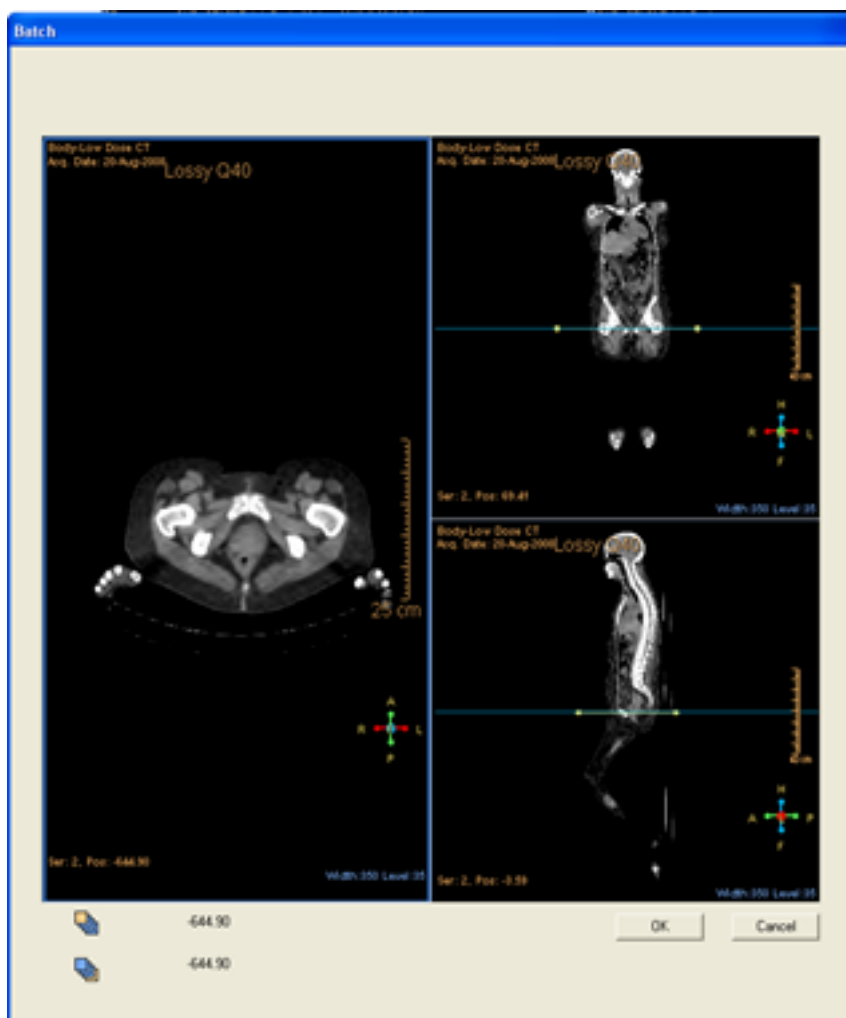 Batch
Body-Low Dose CT
Acq. Date: 20-Aug-2008
Lossy Q40
25 cm
A
R L
P
Ser: 2, Pos: -644.90
Width:350 Level:35
Body-Low Dose CT
Acq. Date: 20-Aug-2008
Lossy Q40
H
R L
F
Ser: 2, Pos: 69.41
Width:350 Level:35
Body-Low Dose CT
Acq. Date: 20-Aug-2008
Lossy Q40
H
A P
F
Ser: 2, Pos: -3.59
Width:350 Level:35
-644.90
OK
Cancel
-644.90